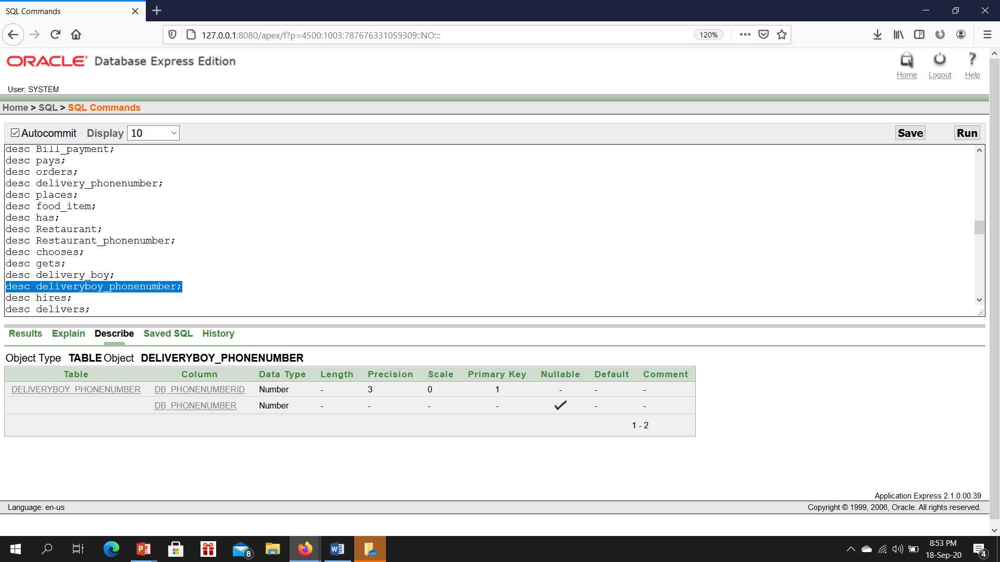 SQL Commands
127.0.0.1:8080/apex/f?p=4500:1003:787676331059309::NO:::
120%
ORACLE Database Express Edition
Home Logout Help
User: SYSTEM
Home > SQL > SQL Commands
Autocommit Display 10 Save Run
desc Bill_payment;
desc pays;
desc orders;
desc delivery_phonenumber;
desc places;
desc food_item;
desc has;
desc Restaurant;
desc Restaurant_phonenumber;
desc chooses;
desc gets;
desc delivery_boy;
desc deliveryboy_phonenumber;
desc hires;
desc delivers;
Results Explain Describe Saved SQL History
Object Type TABLE Object DELIVERYBOY_PHONENUMBER
Table Column Data Type Length Precision Scale Primary Key Nullable Default Comment
DELIVERYBOY_PHONENUMBER DB_PHONENUMBERID Number - 3 0 1 - - -
DB_PHONENUMBER Number - - - - ✓ - -
1 - 2
Application Express 2.1.0.00.39
Language: en-us Copyright © 1999, 2006, Oracle. All rights reserved.
8
8:53 PM
18-Sep-20
4